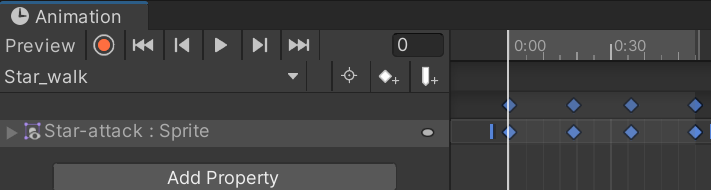 Animation
Preview 0 0:00 0:30
Star_walk
Star-attack : Sprite
Add Property